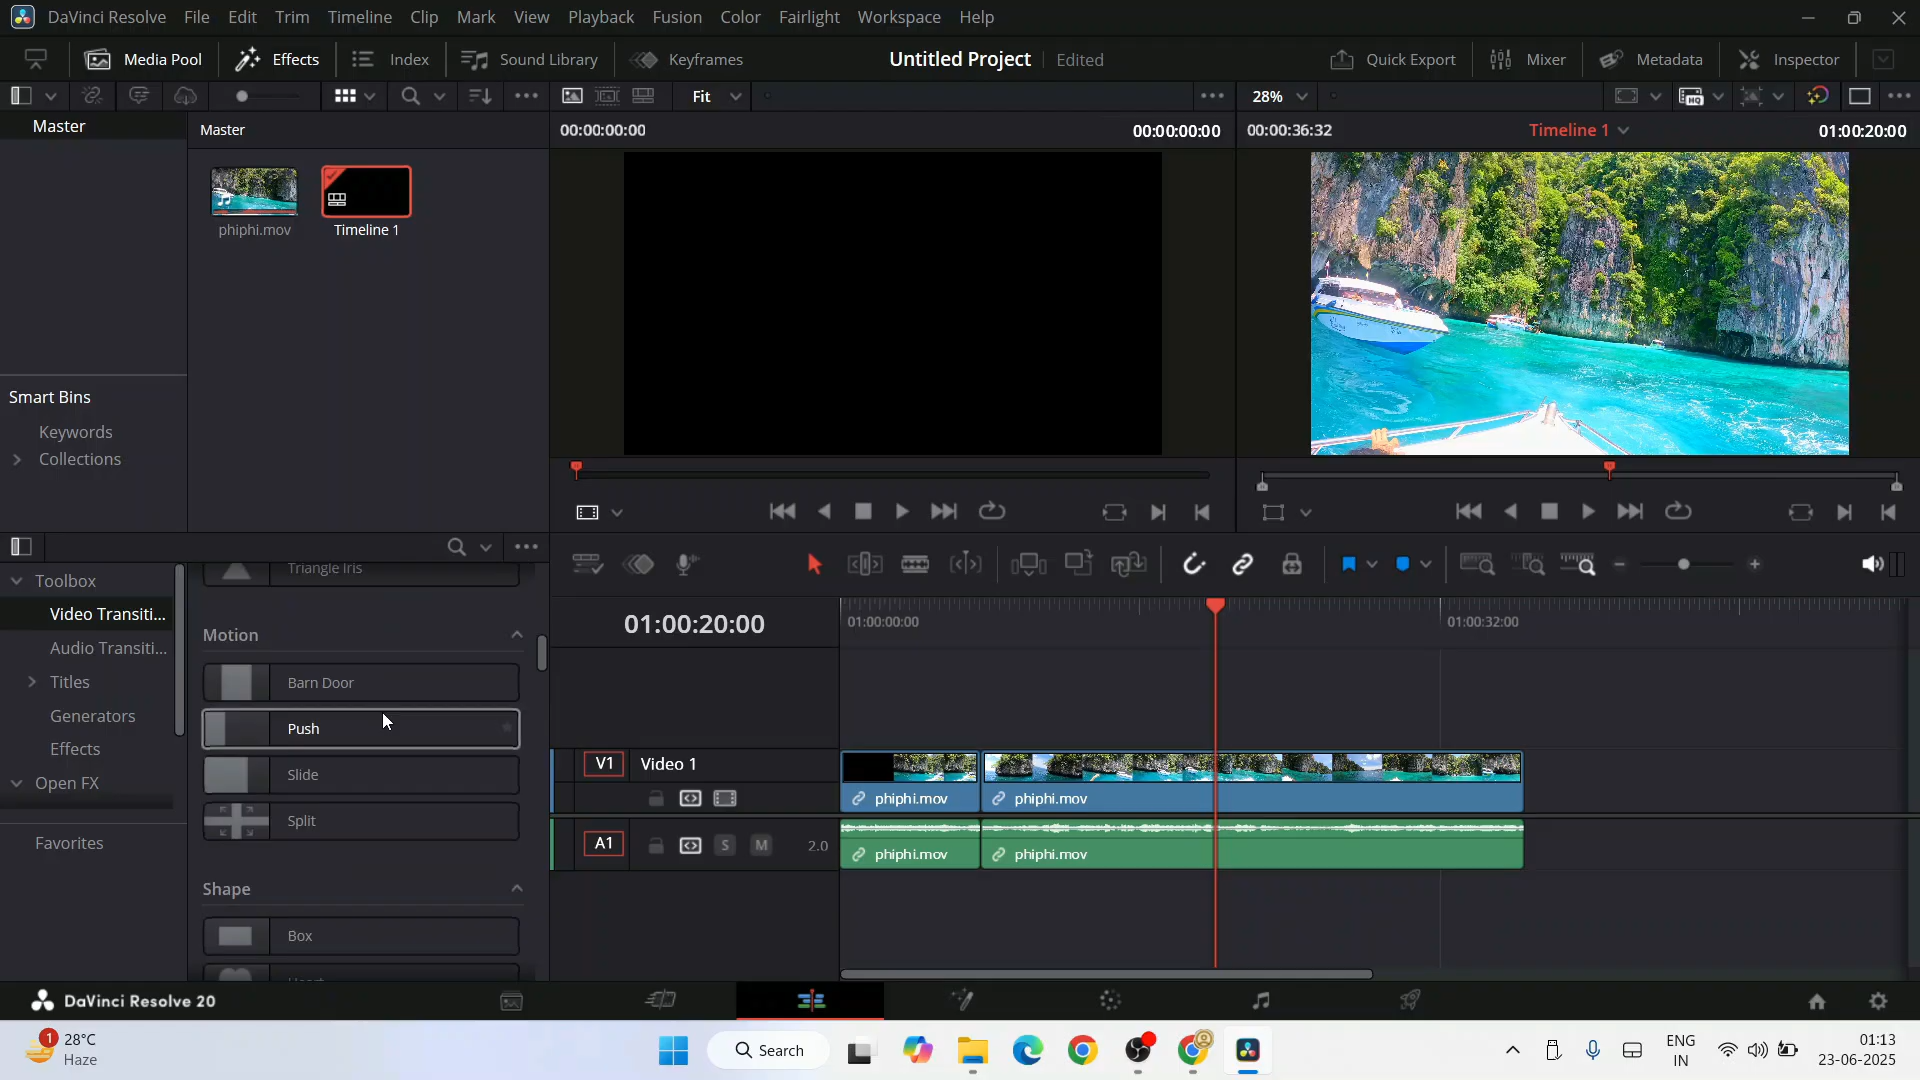 DaVinci Resolve File Edit Trim Timeline Clip Mark View Playback Fusion Color Fairlight Workspace Help
Media Pool Effects Index Sound Library Keyframes Untitled Project Edited Quick Export Mixer Metadata Inspector
Fit 28%
Master Master 00:00:00:00 00:00:00:00 00:00:36:32 Timeline 1 01:00:20:00
phiphi.mov Timeline 1
Smart Bins
Keywords
Collections
Toolbox
Video Transiti...
Audio Transiti...
Titles
Generators
Effects
Open FX
Favorites
Triangle Iris
Motion
Barn Door
Push
Slide
Split
Shape
Box
Heart
01:00:20:00 01:00:00:00 01:00:32:00
V1 Video 1
phiphi.mov phiphi.mov
A1 S M 2.0
phiphi.mov phiphi.mov
DaVinci Resolve 20
1 28°C
Haze
Search
ENG
IN
01:13
23-06-2025